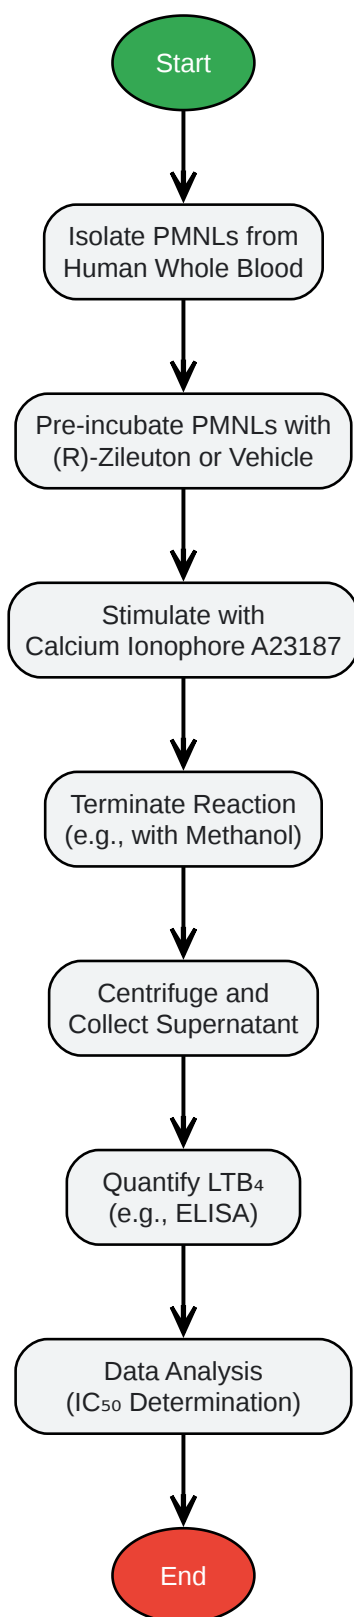 Start
Isolate PMNLs from
Human Whole Blood
Pre-incubate PMNLs with
(R)-Zileuton or Vehicle
Stimulate with
Calcium Ionophore A23187
Terminate Reaction
(e.g., with Methanol)
Centrifuge and
Collect Supernatant
Quantify LTB₄
(e.g., ELISA)
Data Analysis
(IC₅₀ Determination)
End